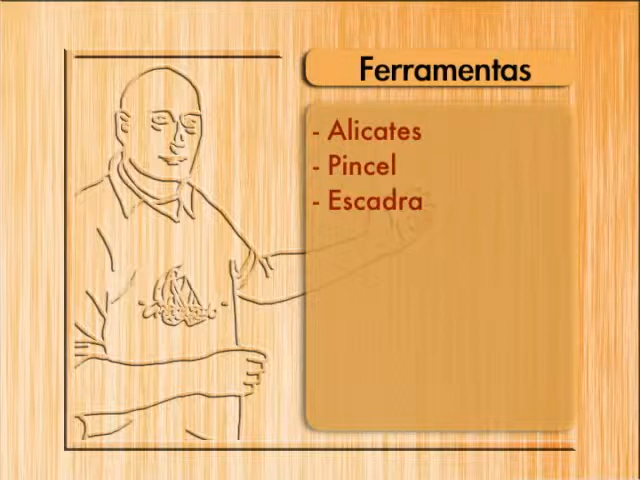 Ferramentas
- Alicates
- Pincel
- Escadra